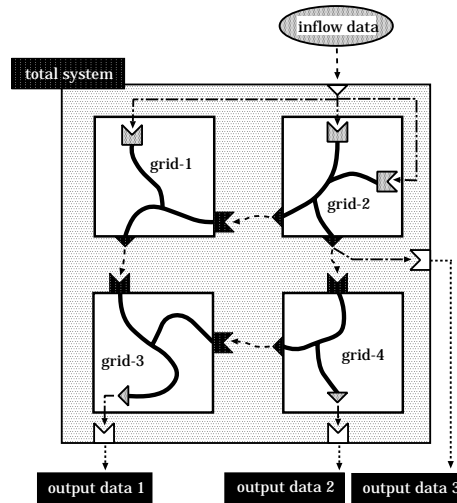 inflow data
total system
grid-1
grid-2
grid-3
grid-4
output data 1
output data 2
output data 3